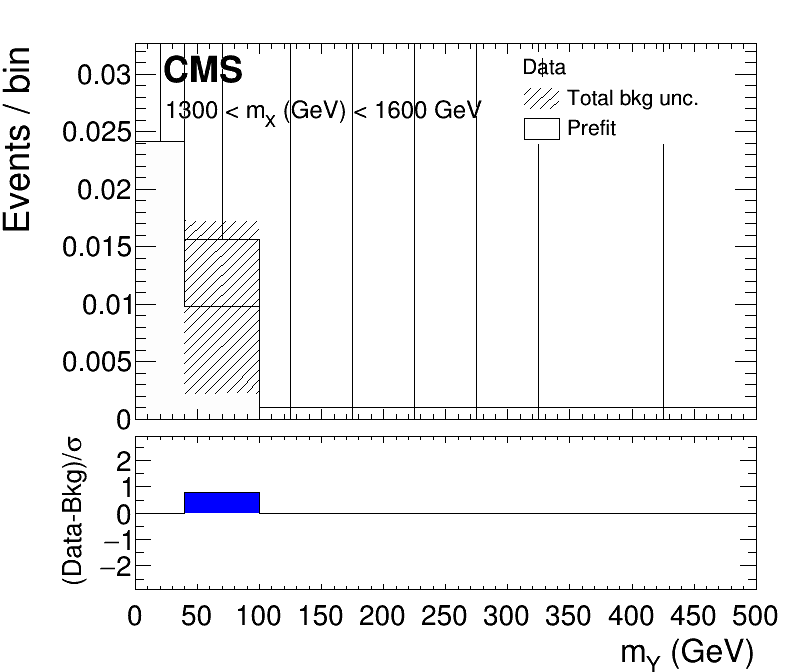 CMS
1300 < mX (GeV) < 1600 GeV
Data
Total bkg unc.
Prefit
Events / bin
0.03
0.025
0.02
0.015
0.01
0.005
0
(Data-Bkg)/σ
2
1
0
−1
−2
0 50 100 150 200 250 300 350 400 450 500
mY (GeV)